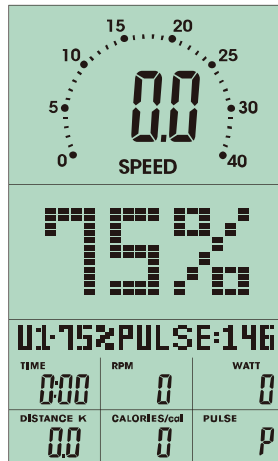 15 20
10 25
0.0
5 30
0 SPEED 40
75%
U1-75%PULSE:146
TIME RPM WATT
0:00 0 0
DISTANCE K CALORIES/cal PULSE
0.0 0 P